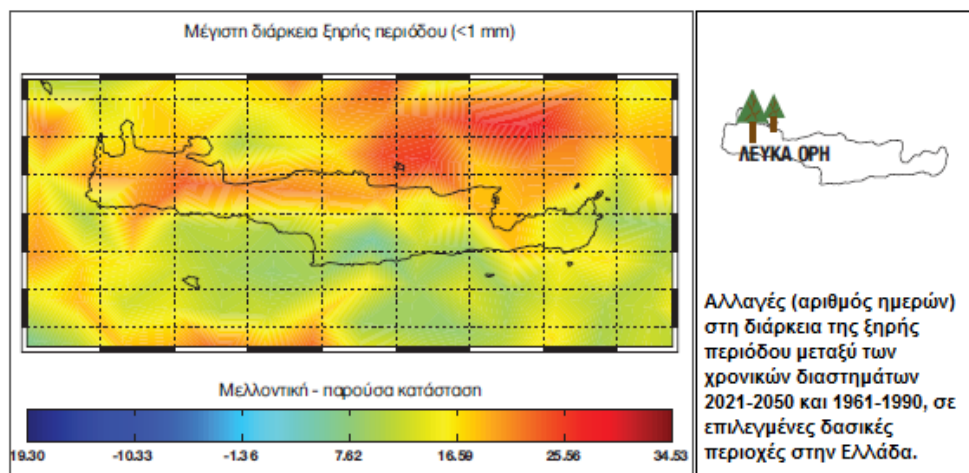 Μέγιστη διάρκεια ξηρής περιόδου (<1 mm)
Μελλοντική - παρούσα κατάσταση
19.30 -10.33 -1.36 7.62 16.59 25.56 34.53
ΛΕΥΚΑ ΟΡΗ
Αλλαγές (αριθμός ημερών)
στη διάρκεια της ξηρής
περιόδου μεταξύ των
χρονικών διαστημάτων
2021-2050 και 1961-1990, σε
επιλεγμένες δασικές
περιοχές στην Ελλάδα.